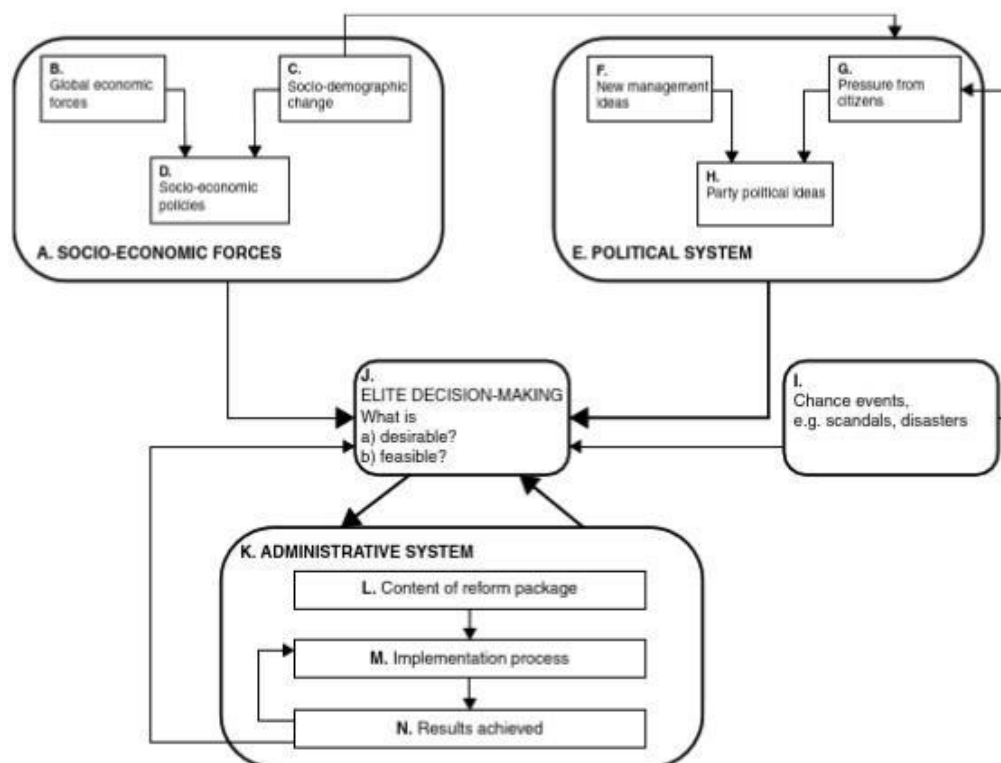 B.
Global economic
forces
C.
Socio-demographic
change
D.
Socio-economic
policies
A. SOCIO-ECONOMIC FORCES
F.
New management
ideas
G.
Pressure from
citizens
H.
Party political ideas
E. POLITICAL SYSTEM
J.
ELITE DECISION-MAKING
What is
a) desirable?
b) feasible?
I.
Chance events,
e.g. scandals, disasters
K. ADMINISTRATIVE SYSTEM
L. Content of reform package
M. Implementation process
N. Results achieved